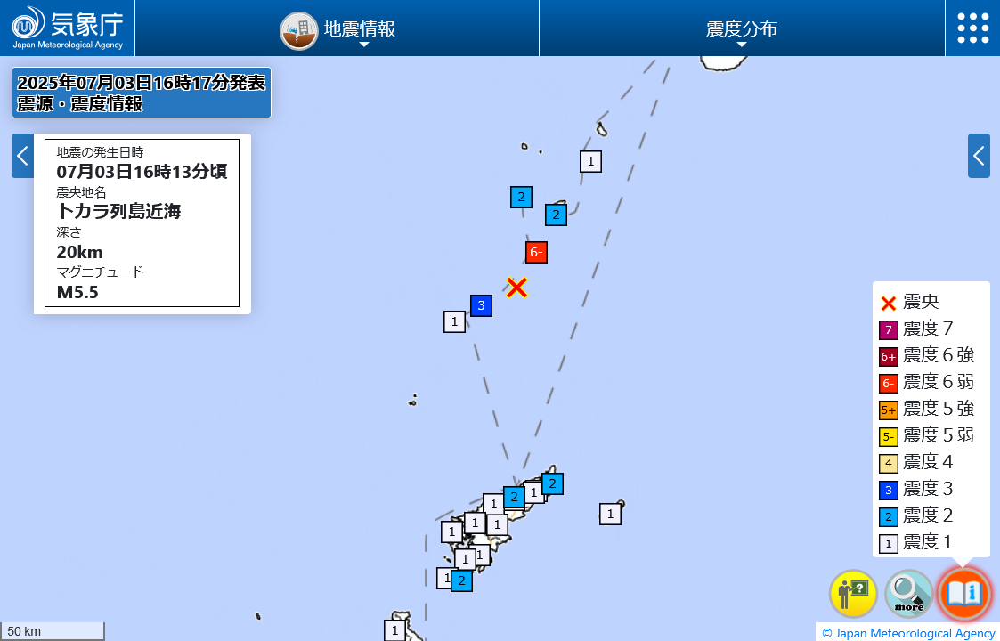 気象庁
Japan Meteorological Agency
地震情報
震度分布
2025年07月03日16時17分発表
震源・震度情報
地震の発生日時
07月03日16時13分頃
震央地名
トカラ列島近海
深さ
20km
マグニチュード
M5.5
1
2
2
6-
3
1
2
1
2
1
1
1
1
1
1
1
1
2
1
震央
7 震度７
6+ 震度６強
6- 震度６弱
5+ 震度５強
5- 震度５弱
4 震度４
3 震度３
2 震度２
1 震度１
?
more
i
50 km
© Japan Meteorological Agency